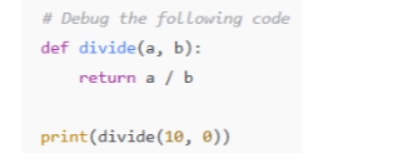 # Debug the following code
def divide(a, b):
    return a / b
print(divide(10, 0))